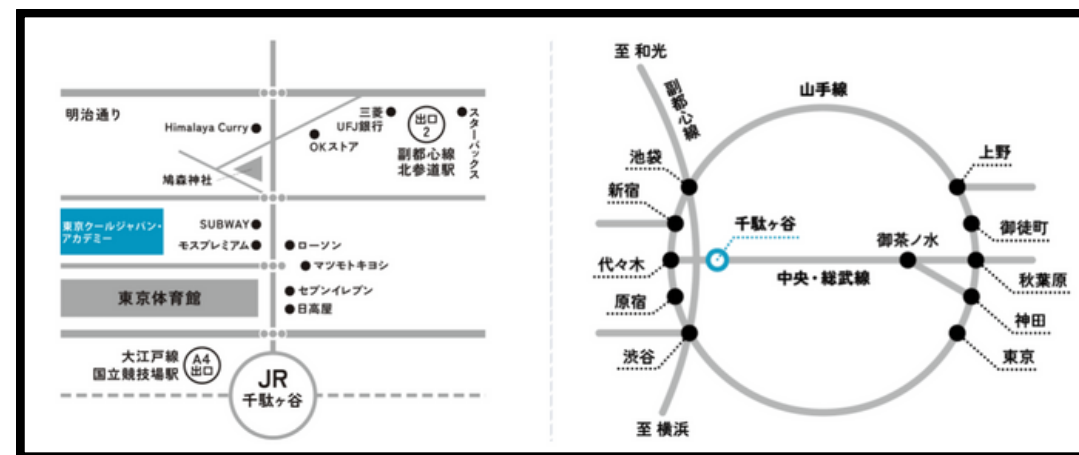 明治通り
Himalaya Curry
三菱
UFJ銀行
出口
2
スターバックス
OKストア
副都心線
北参道駅
鳩森神社
東京クールジャパン・
アカデミー
SUBWAY
モスプレミアム
ローソン
マツモトキヨシ
東京体育館
セブンイレブン
日高屋
大江戸線
国立競技場駅
A4
出口
JR
千駄ヶ谷
至 和光
副都心線
山手線
池袋
上野
新宿
千駄ヶ谷
御徒町
御茶ノ水
代々木
中央・総武線
秋葉原
原宿
神田
渋谷
東京
至 横浜